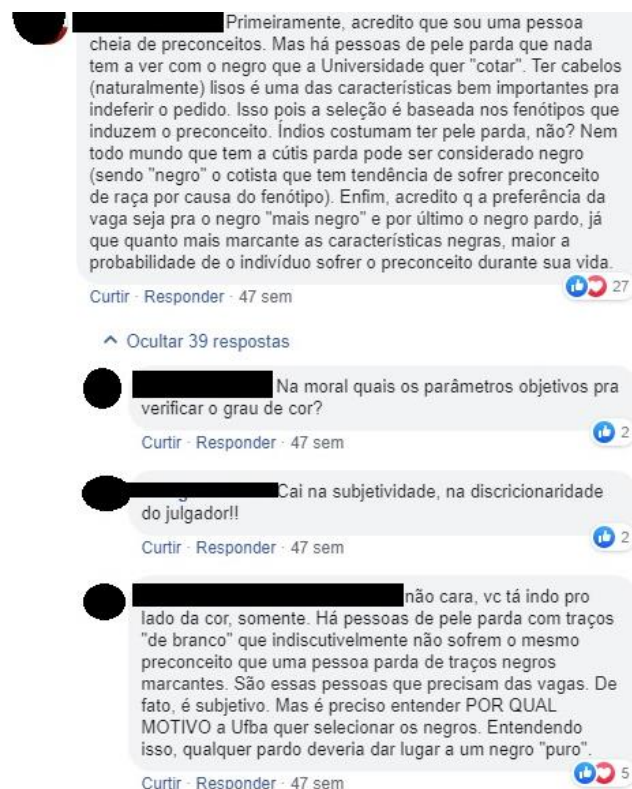 Primeiramente, acredito que sou uma pessoa
cheia de preconceitos. Mas há pessoas de pele parda que nada
tem a ver com o negro que a Universidade quer "cotar". Ter cabelos
(naturalmente) lisos é uma das características bem importantes pra
indeferir o pedido. Isso pois a seleção é baseada nos fenótipos que
induzem o preconceito. Índios costumam ter pele parda, não? Nem
todo mundo que tem a cútis parda pode ser considerado negro
(sendo "negro" o cotista que tem tendência de sofrer preconceito
de raça por causa do fenótipo). Enfim, acredito q a preferência da
vaga seja pra o negro "mais negro" e por último o negro pardo, já
que quanto mais marcante as características negras, maior a
probabilidade de o indivíduo sofrer o preconceito durante sua vida.
27
Curtir · Responder · 47 sem
Ocultar 39 respostas
Na moral quais os parâmetros objetivos pra
verificar o grau de cor?
2
Curtir · Responder · 47 sem
Cai na subjetividade, na discricionaridade
do julgador!!
2
Curtir · Responder · 47 sem
não cara, vc tá indo pro
lado da cor, somente. Há pessoas de pele parda com traços
"de branco" que indiscutivelmente não sofrem o mesmo
preconceito que uma pessoa parda de traços negros
marcantes. São essas pessoas que precisam das vagas. De
fato, é subjetivo. Mas é preciso entender POR QUAL
MOTIVO a Ufba quer selecionar os negros. Entendendo
isso, qualquer pardo deveria dar lugar a um negro "puro".
5
Curtir · Responder · 47 sem